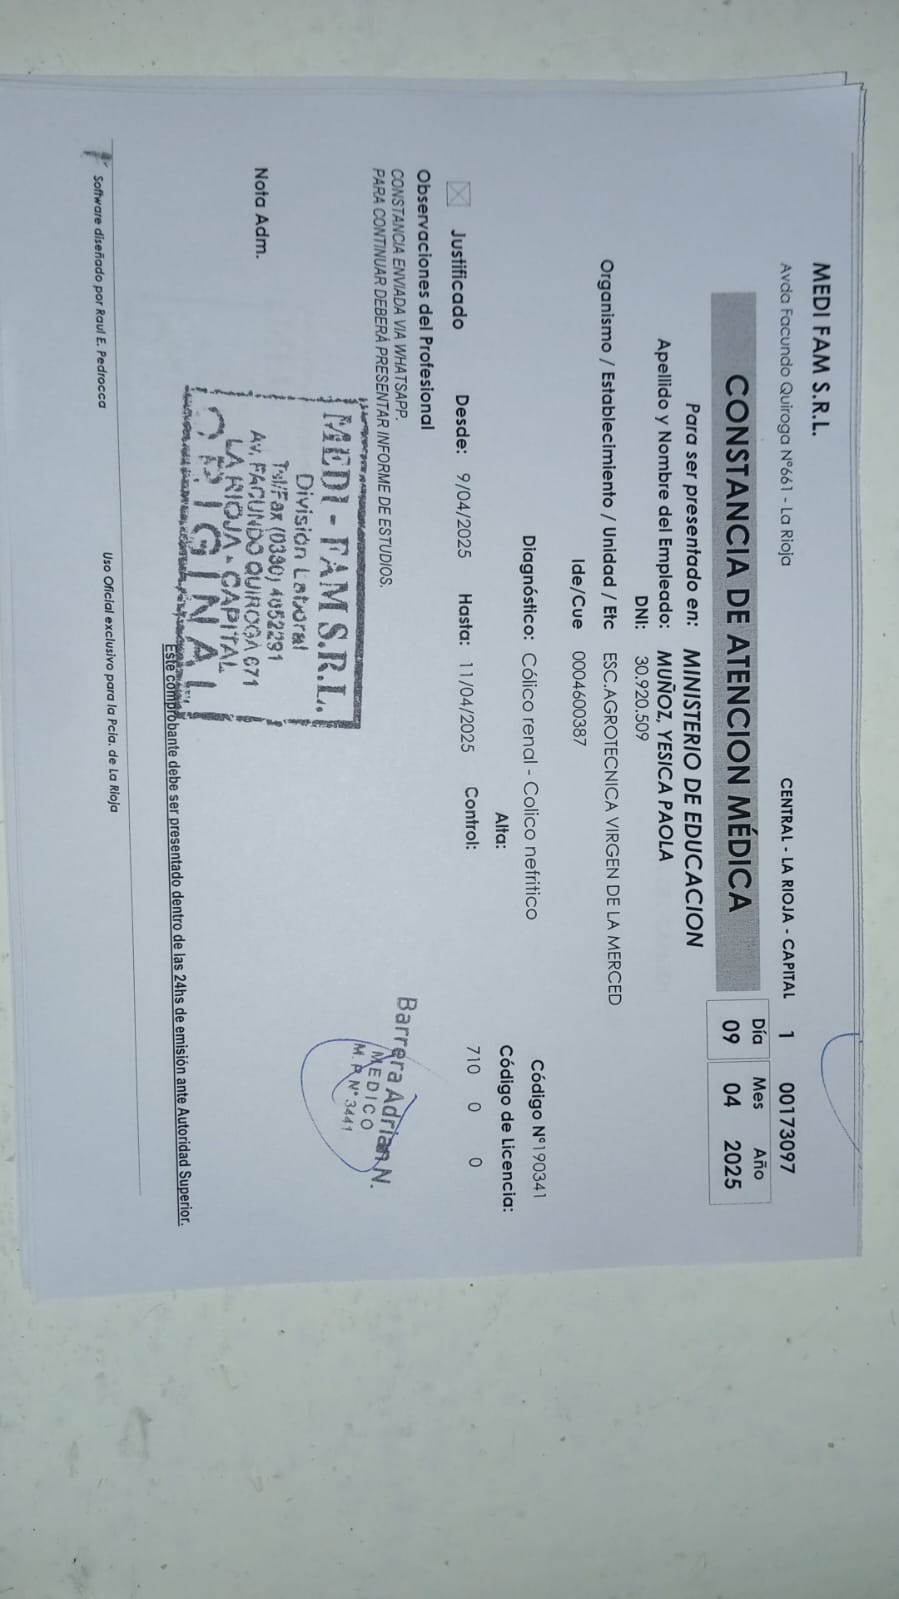 MEDI FAM S.R.L.
Avda Facundo Quiroga N°661 - La Rioja
CENTRAL - LA RIOJA - CAPITAL 1 00173097
CONSTANCIA DE ATENCION MÉDICA
Día Mes Año
09 04 2025
Para ser presentado en: MINISTERIO DE EDUCACION
Apellido y Nombre del Empleado: MUÑOZ, YESICA PAOLA
DNI: 30.920.509
Organismo / Establecimiento / Unidad / Etc ESC.AGROTECNICA VIRGEN DE LA MERCED
Ide/Cue 0004600387
Diagnóstico: Cólico renal - Colico nefritico
Código N°190341
Alta:
Código de Licencia:
Justificado Desde: 9/04/2025 Hasta: 11/04/2025 Control:
710 0 0
Observaciones del Profesional
CONSTANCIA ENVIADA VIA WHATSAPP.
PARA CONTINUAR DEBERÁ PRESENTAR INFORME DE ESTUDIOS.
Barrera Adrian N.
MEDICO
M. P. N° 3441
MEDI - FAM S.R.L.
División Laboral
Tel/Fax (0380) 4052291
Av. FACUNDO QUIROGA 671
LA RIOJA - CAPITAL
ORIGINAL
Nota Adm.
Este comprobante debe ser presentado dentro de las 24hs de emisión ante Autoridad Superior.
Software diseñado por Raul E. Pedrocca
Uso Oficial exclusivo para la Pcia. de La Rioja